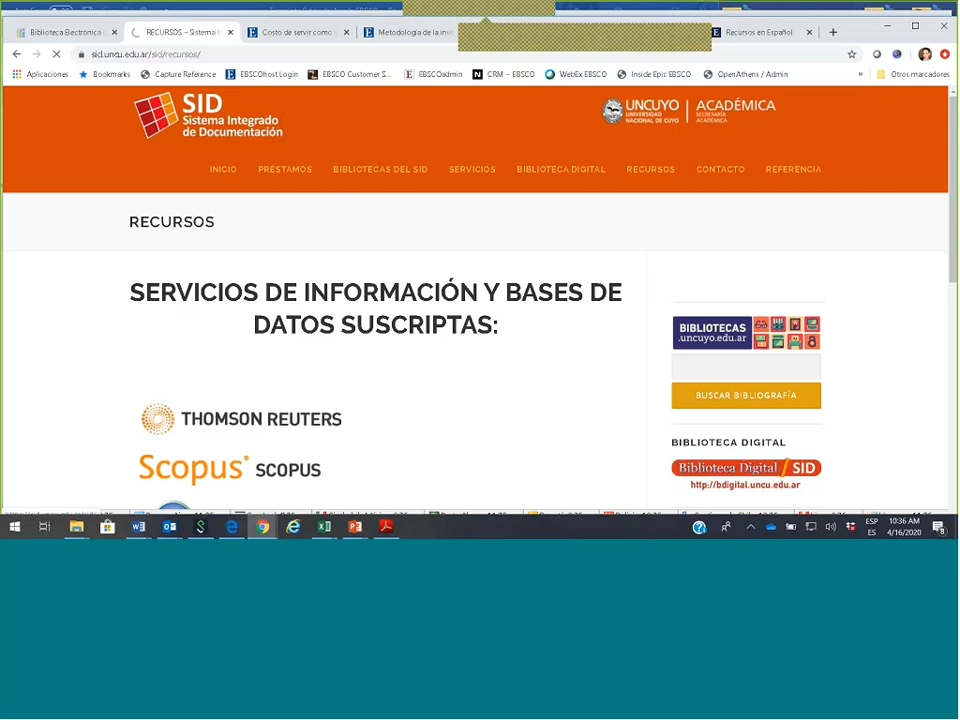 Biblioteca Electrónica
RECURSOS – Sistema In
Costo de servir como
Metodología de la inve
Recursos en Español
sid.uncu.edu.ar/sid/recursos/
Aplicaciones
Bookmarks
Capture Reference
EBSCOhost Login
EBSCO Customer S...
EBSCOadmin
CRM - EBSCO
WebEx EBSCO
Inside Epic EBSCO
OpenAthens / Admin
»
Otros marcadores
SID
Sistema Integrado
de Documentación
UNCUYO
UNIVERSIDAD
NACIONAL DE CUYO
ACADÉMICA
SECRETARÍA
ACADÉMICA
INICIO
PRÉSTAMOS
BIBLIOTECAS DEL SID
SERVICIOS
BIBLIOTECA DIGITAL
RECURSOS
CONTACTO
REFERENCIA
RECURSOS
SERVICIOS DE INFORMACIÓN Y BASES DE
DATOS SUSCRIPTAS:
THOMSON REUTERS
Scopus SCOPUS
BIBLIOTECAS
.uncuyo.edu.ar
BUSCAR BIBLIOGRAFÍA
BIBLIOTECA DIGITAL
Biblioteca Digital / SID
http://bdigital.uncu.edu.ar
ESP
ES
10:36 AM
4/16/2020